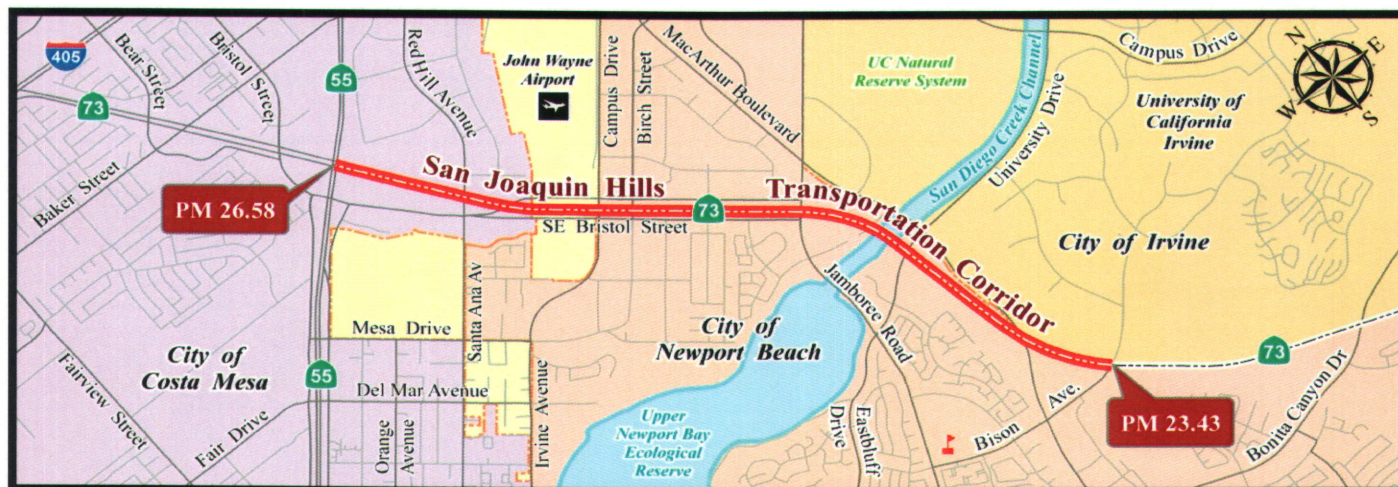 405
73
Bear Street
Bristol Street
55
Red Hill Avenue
John Wayne
Airport
Campus Drive
Birch Street
MacArthur Boulevard
UC Natural
Reserve System
San Diego Creek Channel
University Drive
Campus Drive
University of
California
Irvine
N
E
W
S
Baker Street
PM 26.58
San Joaquin Hills
73
Transportation Corridor
SE Bristol Street
City of Irvine
Santa Ana Av
Mesa Drive
City of
Costa Mesa
55
Del Mar Avenue
Fairview Street
Fair Drive
Orange
Avenue
Irvine Avenue
City of
Newport Beach
Jamboree Road
Upper
Newport Bay
Ecological
Reserve
Eastbluff
Drive
Bison Ave.
PM 23.43
73
Bonita Canyon Dr